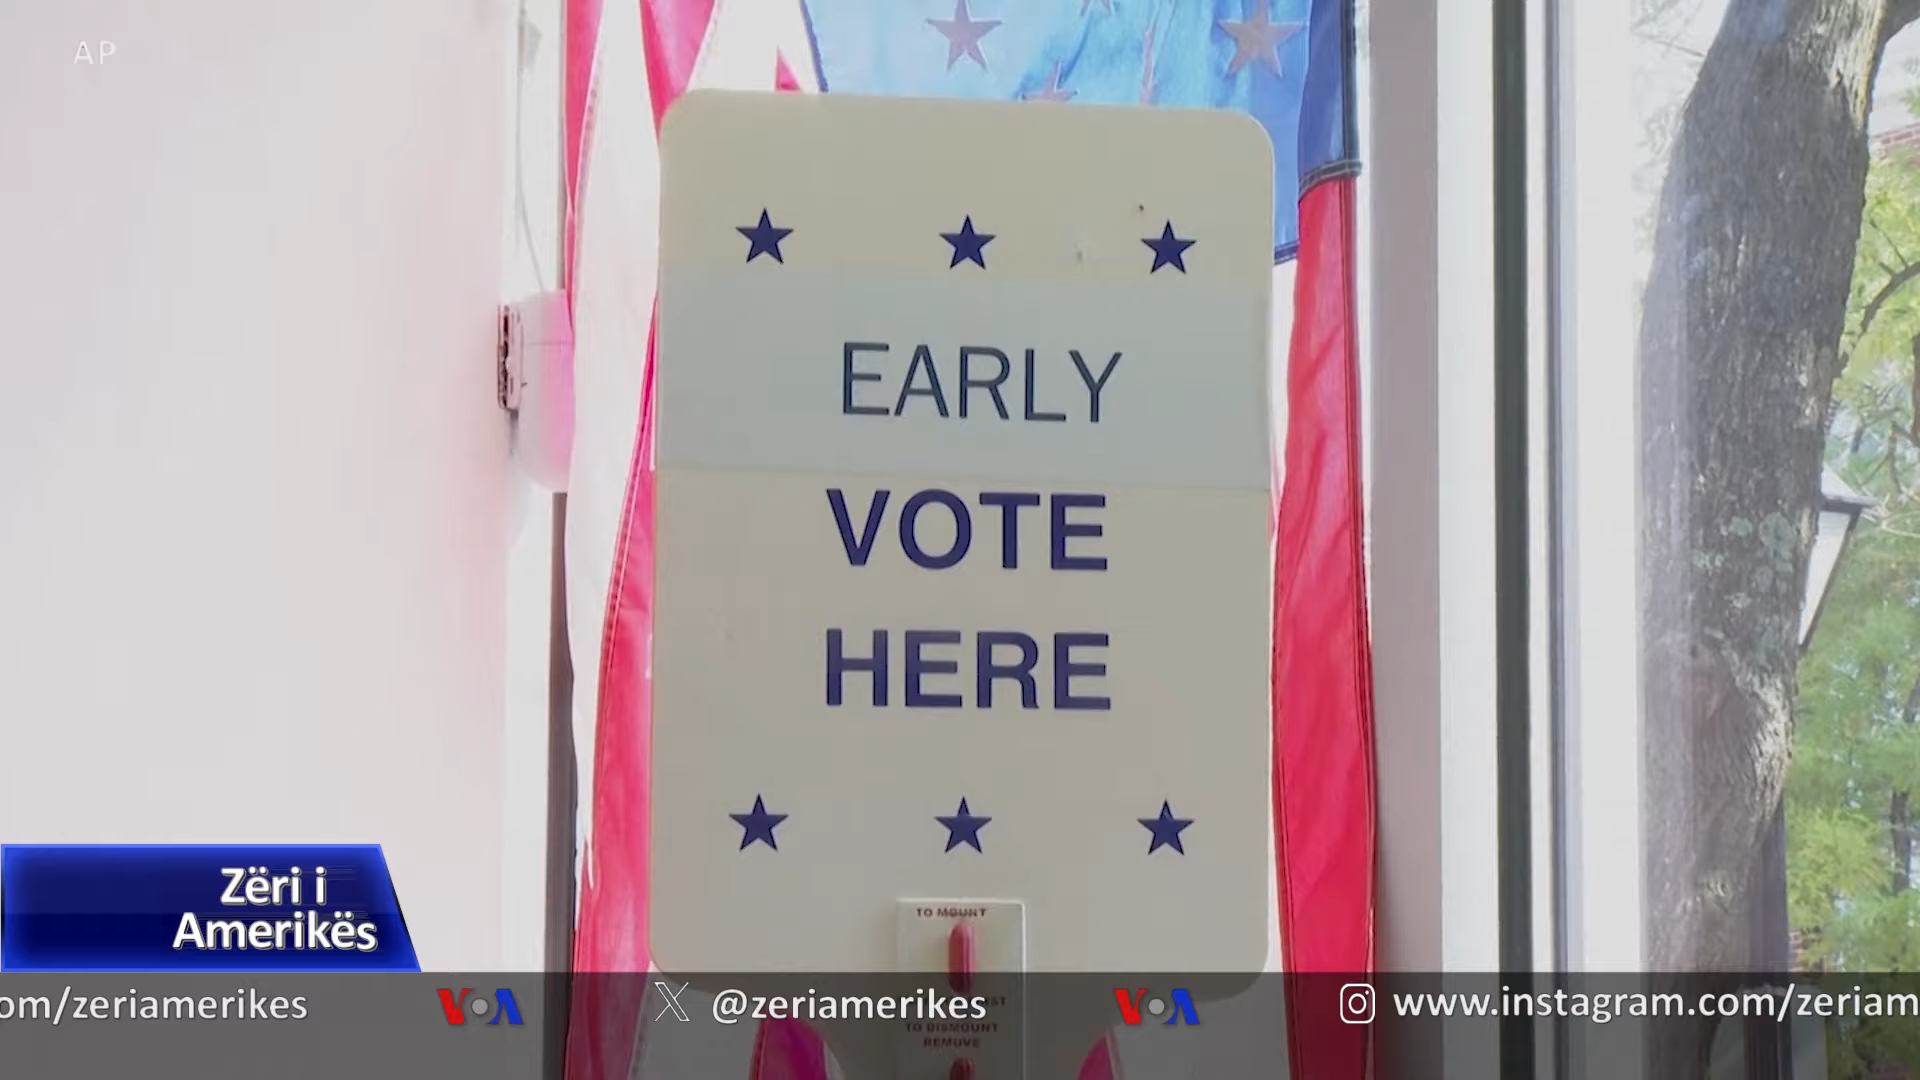 AP
EARLY
VOTE
HERE
TO MOUNT
TO DISMOUNT
REMOVE
Zëri i
Amerikës
om/zeriamerikes
VOA
@zeriamerikes
VOA
www.instagram.com/zeriam